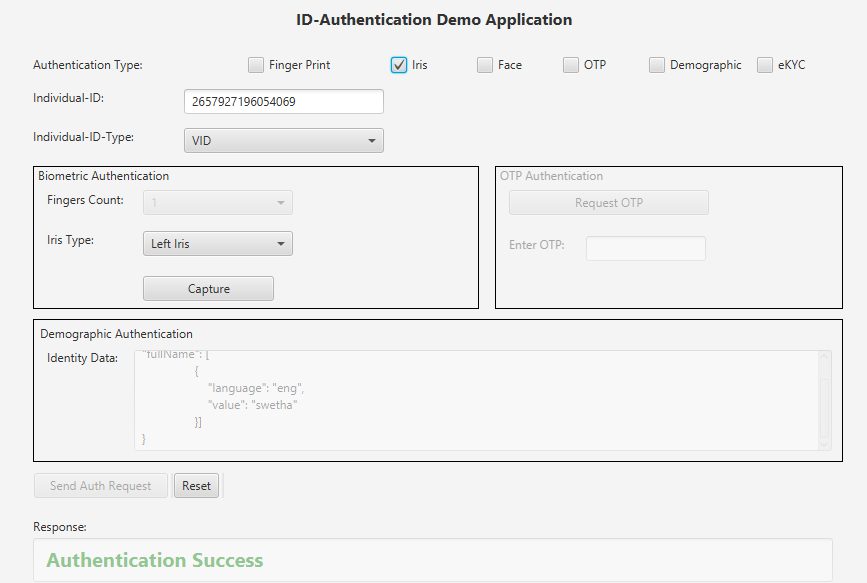 ID-Authentication Demo Application
Authentication Type: Finger Print Iris Face OTP Demographic eKYC
Individual-ID: 2657927196054069
Individual-ID-Type: VID
Biometric Authentication
Fingers Count: 1
Iris Type: Left Iris
Capture
OTP Authentication
Request OTP
Enter OTP:
Demographic Authentication
Identity Data: "fullName": [
{
"language": "eng",
"value": "swetha"
}]
}
Send Auth Request Reset
Response:
Authentication Success